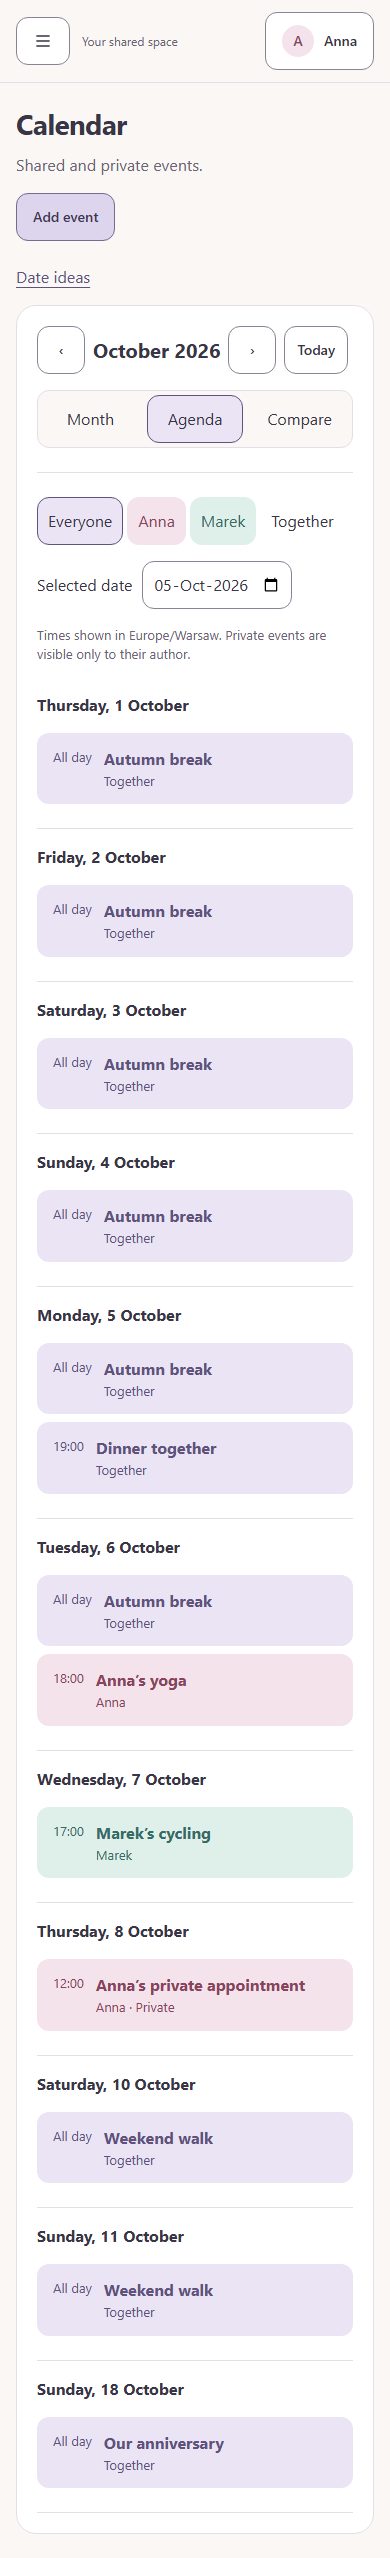 Your shared space
A Anna
Calendar
Shared and private events.
Add event
Date ideas
‹ October 2026 › Today
Month Agenda Compare
Everyone Anna Marek Together
Selected date 05-Oct-2026
Times shown in Europe/Warsaw. Private events are
visible only to their author.
Thursday, 1 October
All day Autumn break
Together
Friday, 2 October
All day Autumn break
Together
Saturday, 3 October
All day Autumn break
Together
Sunday, 4 October
All day Autumn break
Together
Monday, 5 October
All day Autumn break
Together
19:00 Dinner together
Together
Tuesday, 6 October
All day Autumn break
Together
18:00 Anna's yoga
Anna
Wednesday, 7 October
17:00 Marek's cycling
Marek
Thursday, 8 October
12:00 Anna's private appointment
Anna · Private
Saturday, 10 October
All day Weekend walk
Together
Sunday, 11 October
All day Weekend walk
Together
Sunday, 18 October
All day Our anniversary
Together